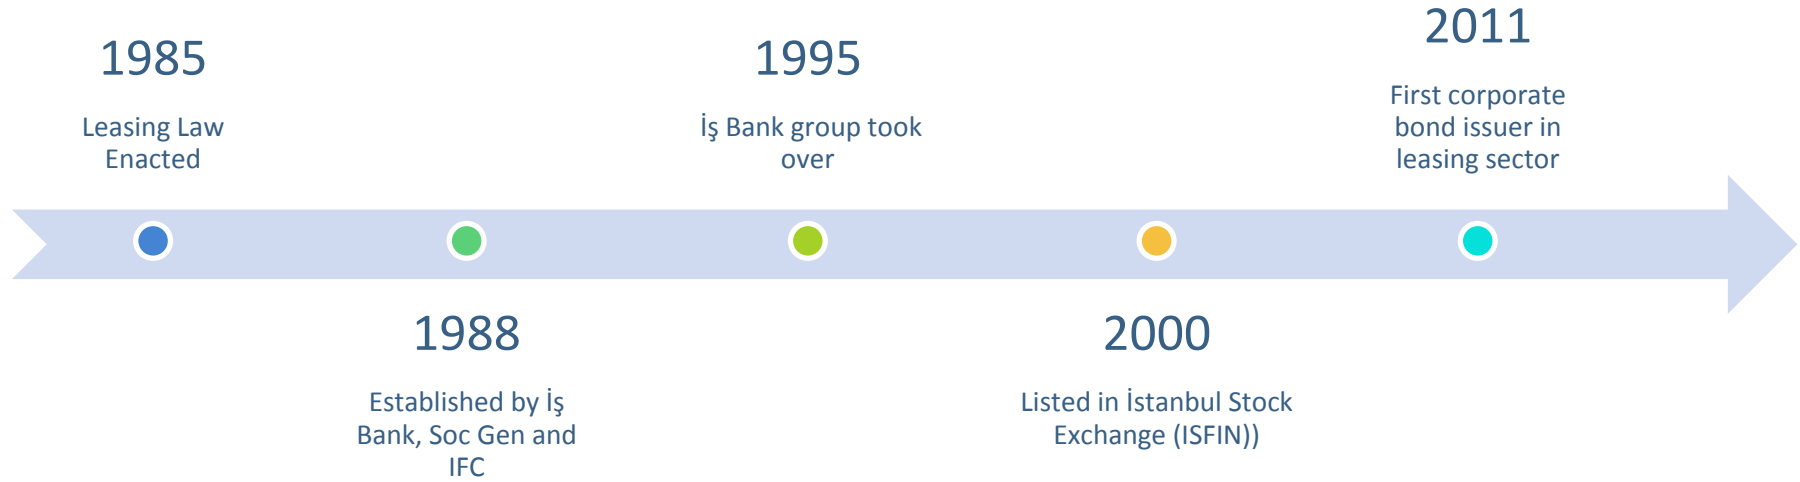 1985
Leasing Law
Enacted
1988
Established by İş
Bank, Soc Gen and
IFC
1995
İş Bank group took
over
2000
Listed in İstanbul Stock
Exchange (ISFIN))
2011
First corporate
bond issuer in
leasing sector